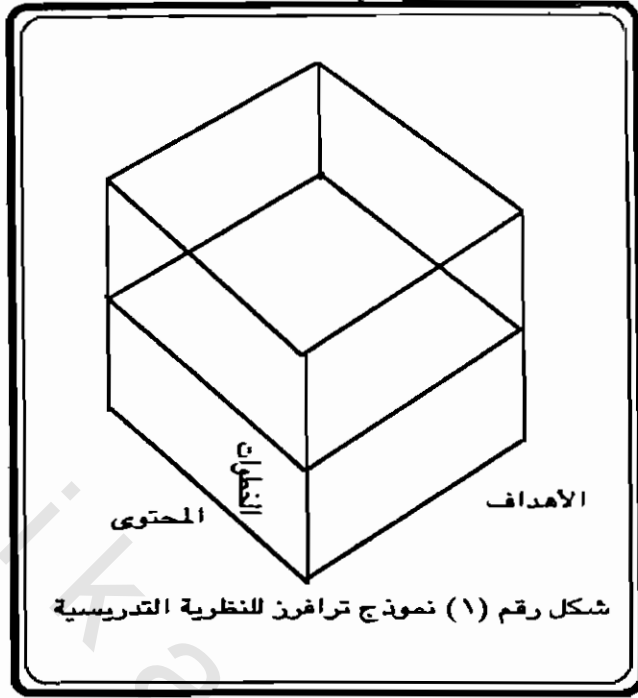 الأهداف
الخطوات
المحتوى
شكل رقم (١) نموذج ترافرز للنظرية التدريسية